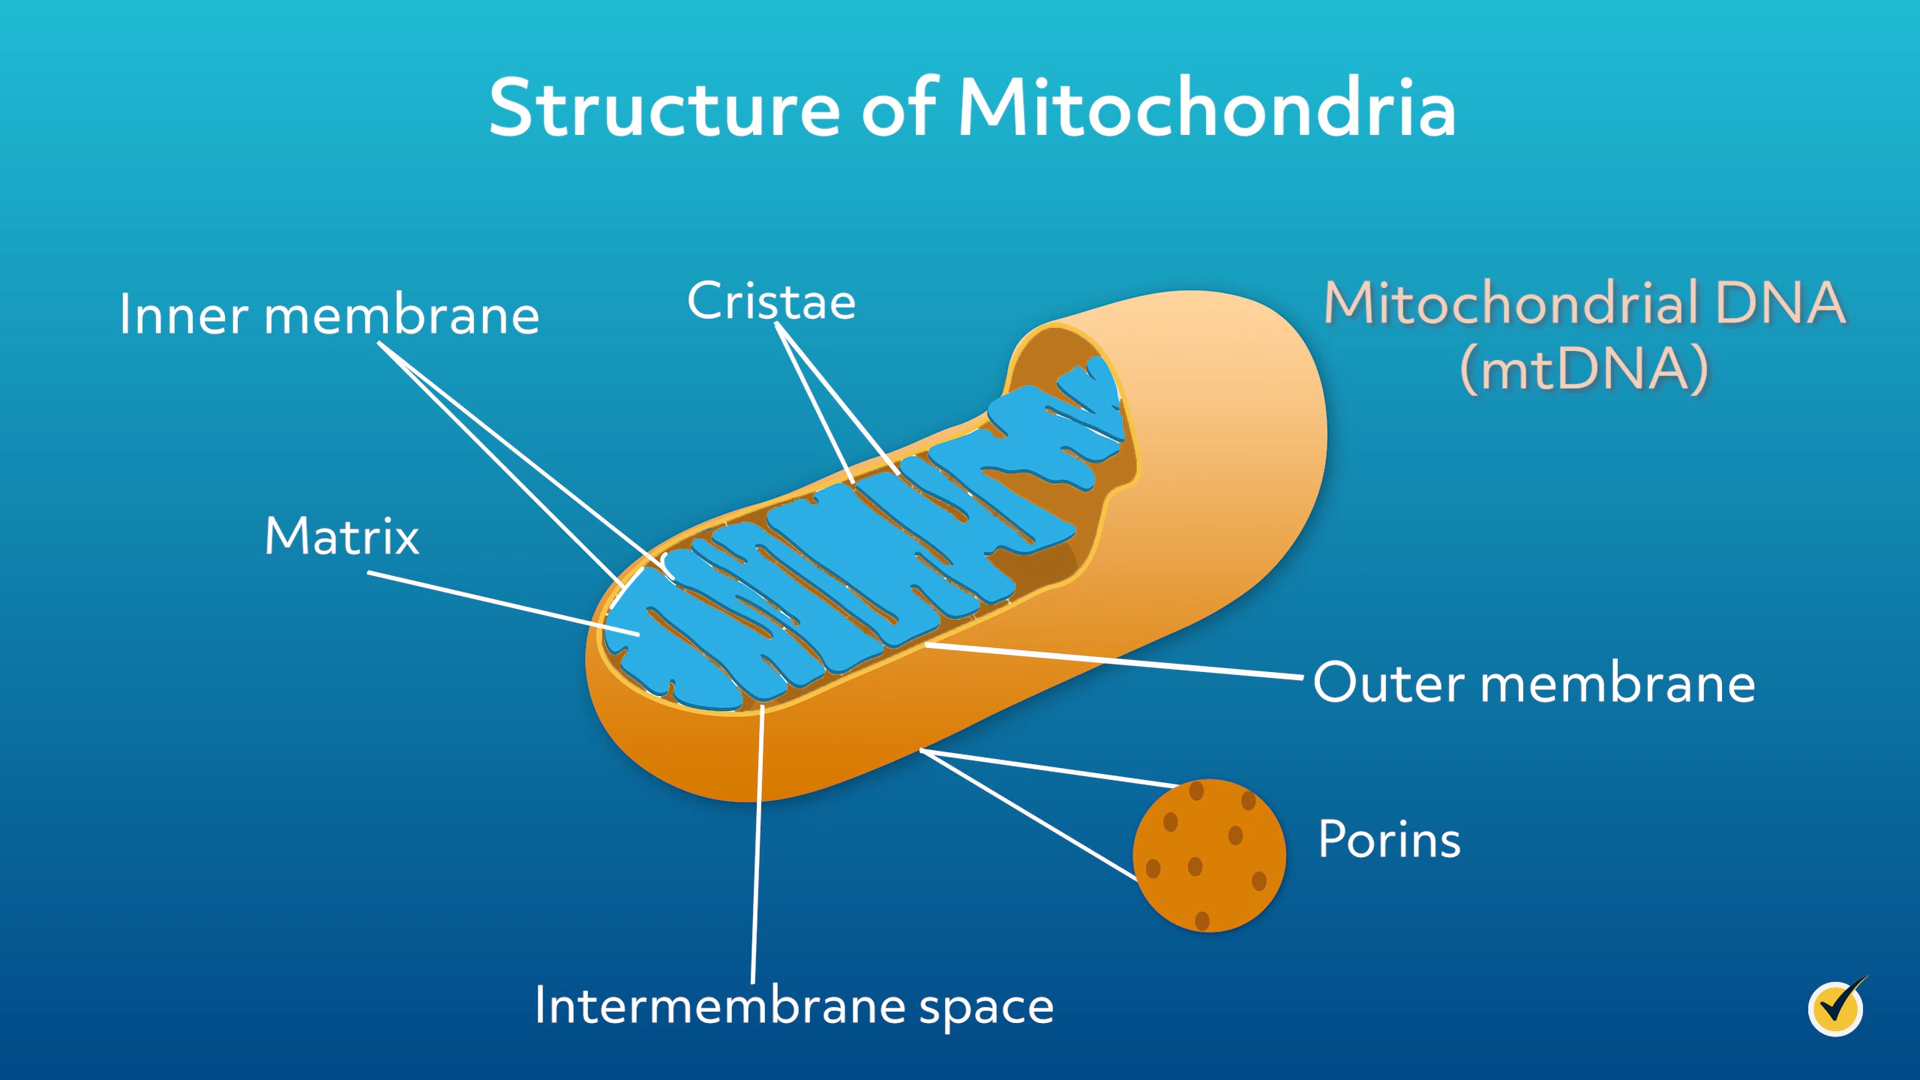 Structure of Mitochondria
Inner membrane
Cristae
Mitochondrial DNA
(mtDNA)
Matrix
Outer membrane
Porins
Intermembrane space